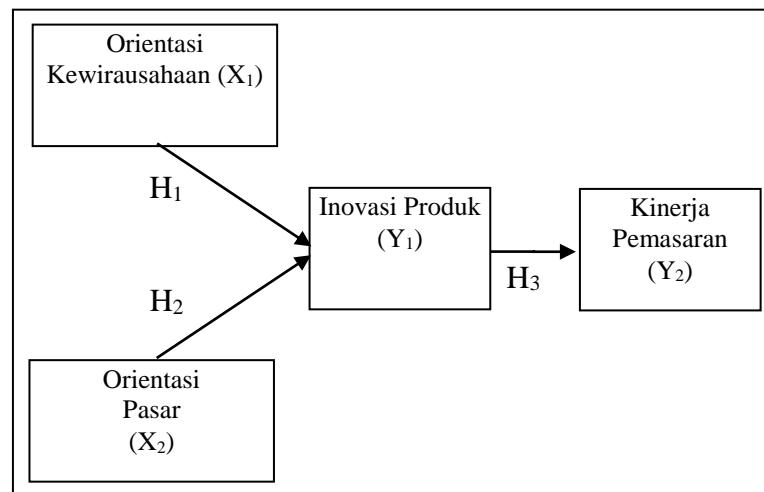 Orientasi
Kewirausahaan (X₁)
H₁
Inovasi Produk
(Y₁)
Kinerja
Pemasaran
(Y₂)
H₃
H₂
Orientasi
Pasar
(X₂)